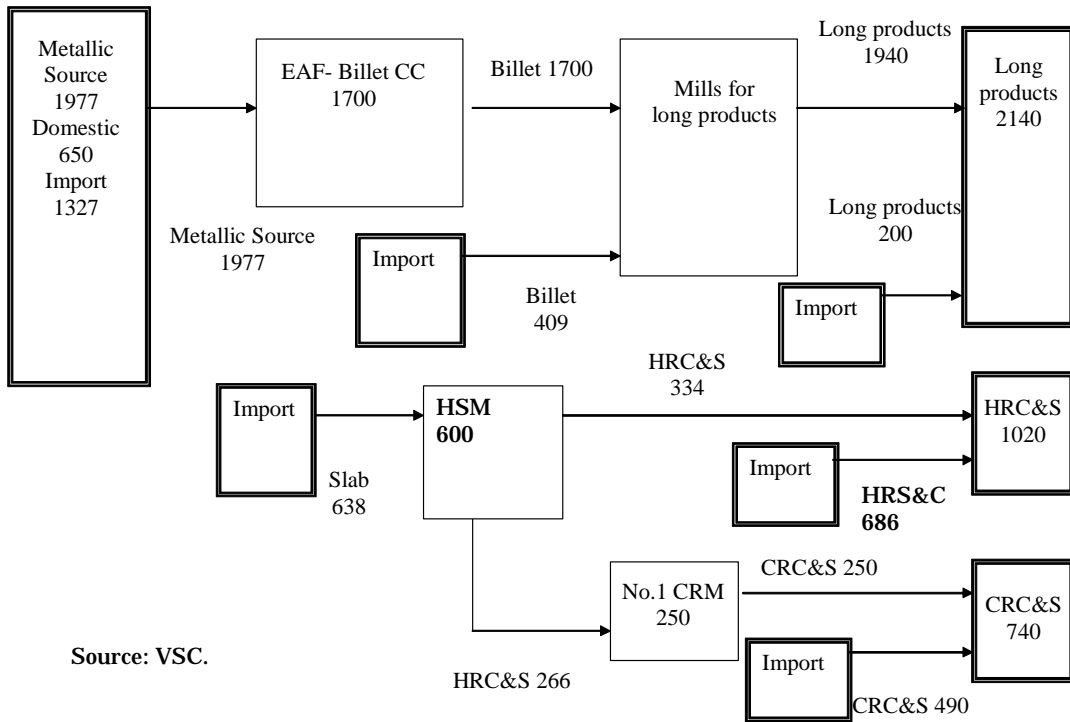 Metallic
Source
1977
Domestic
650
Import
1327
Metallic Source
1977
EAF- Billet CC
1700
Billet 1700
Import
Billet
409
Mills for
long products
Long products
1940
Long products
200
Import
Long
products
2140
Import
Slab
638
HSM
600
HRC&S
334
Import
HRS&C
686
HRC&S
1020
HRC&S 266
No.1 CRM
250
CRC&S 250
Import
CRC&S 490
CRC&S
740
Source: VSC.